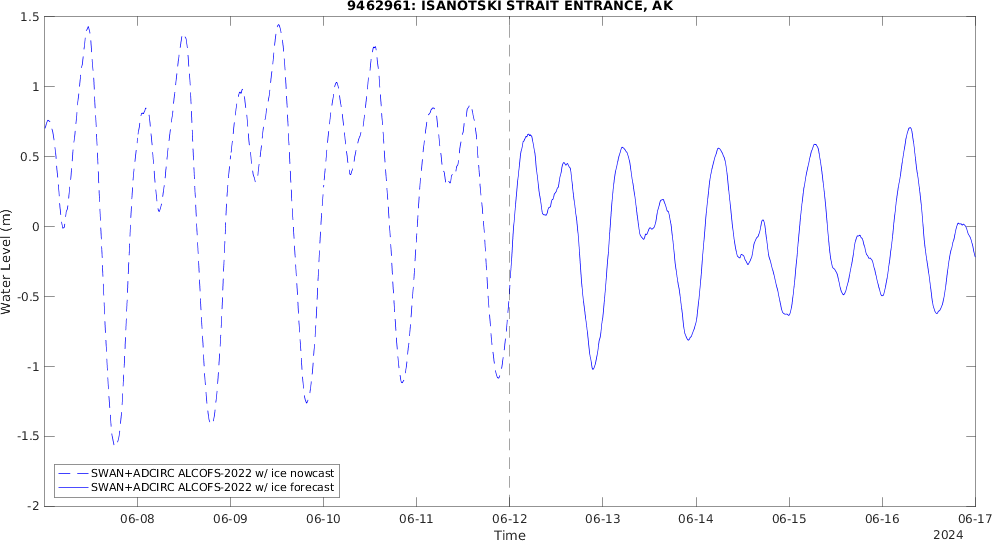 9462961: ISANOTSKI STRAIT ENTRANCE, AK
1.5
1
0.5
0
-0.5
-1
-1.5
-2
Water Level (m)
SWAN+ADCIRC ALCOFS-2022 w/ ice nowcast
SWAN+ADCIRC ALCOFS-2022 w/ ice forecast
06-08 06-09 06-10 06-11 06-12 06-13 06-14 06-15 06-16 06-17
Time
2024